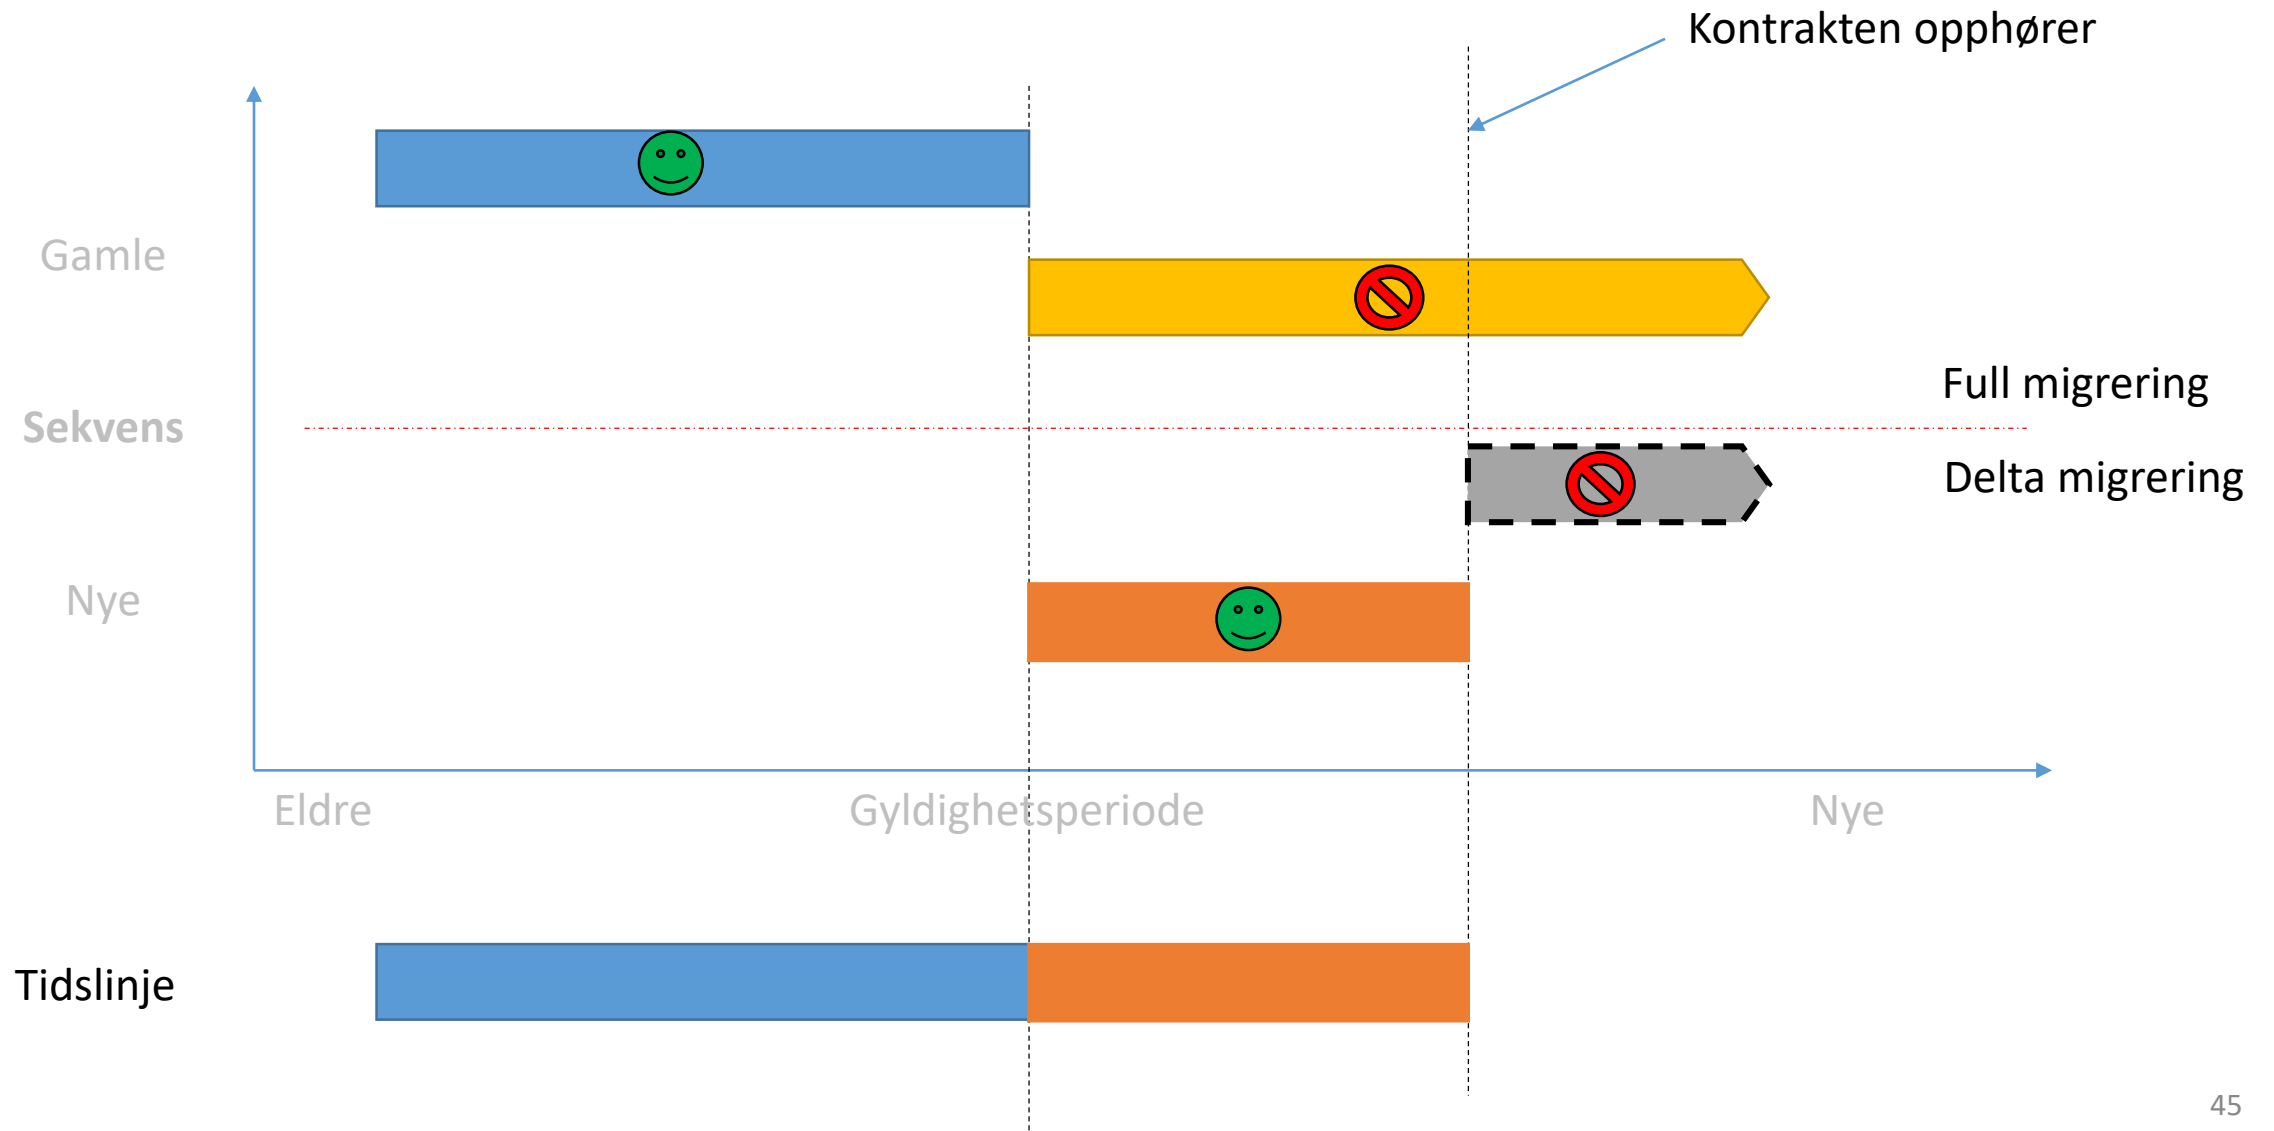 Kontrakten opphører
Gamle
Full migrering
Sekvens
Delta migrering
Nye
Eldre
Gyldighetsperiode
Nye
Tidslinje
45